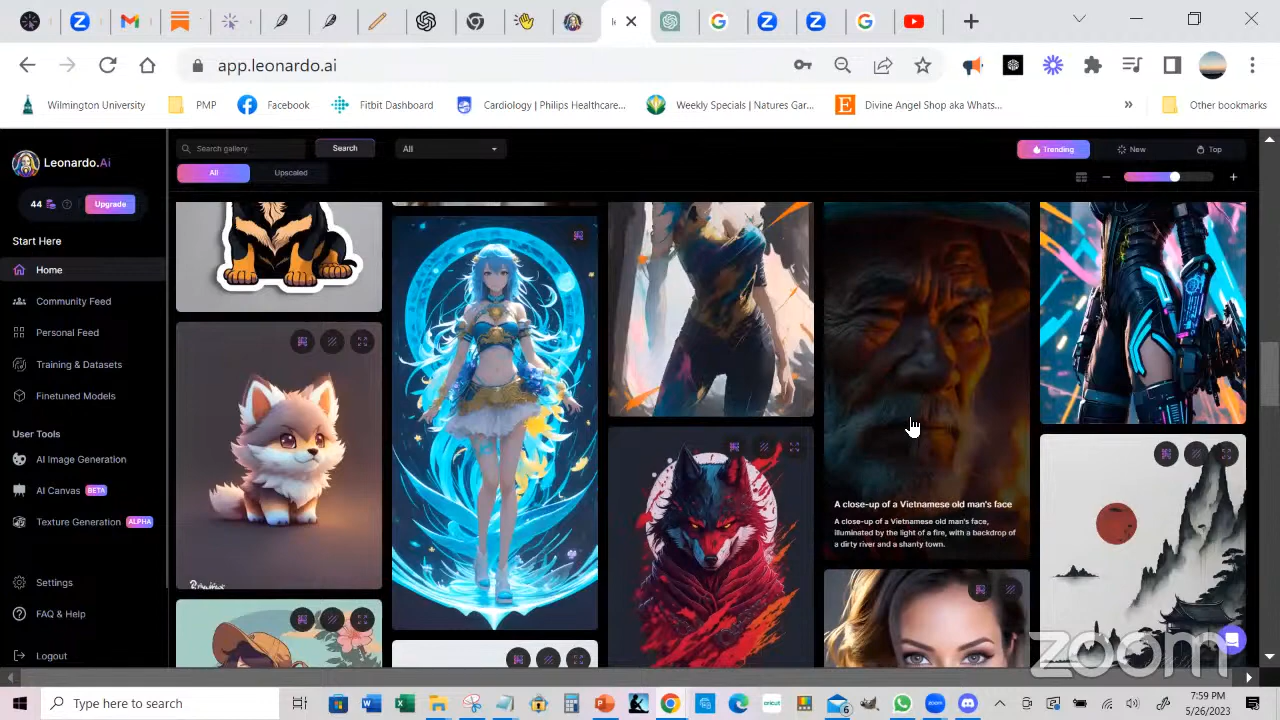 app.leonardo.ai
Wilmington University
PMP
Facebook
Fitbit Dashboard
Cardiology | Philips Healthcare...
Weekly Specials | Natures Gar...
E
Divine Angel Shop aka Whats...
»
Other bookmarks
Leonardo.Ai
Search gallery
Search
All
Trending
New
Top
All
Upscaled
44
Upgrade
Start Here
Home
Community Feed
Personal Feed
Training & Datasets
Finetuned Models
User Tools
AI Image Generation
AI Canvas BETA
Texture Generation ALPHA
Settings
FAQ & Help
Logout
A close-up of a Vietnamese old man's face
A close-up of a Vietnamese old man's face,
illuminated by the light of a fire, with a backdrop of
a dirty river and a shanty town.
zoom
Type here to search
cricut
zoom
6
7:59 PM
5/26/2023